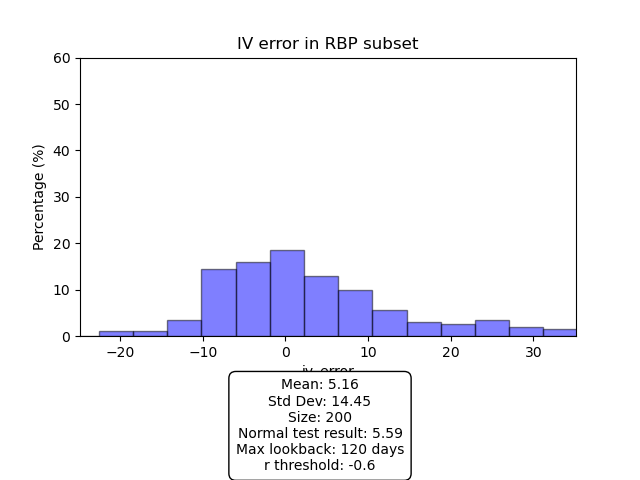 IV error in RBP subset
60
50
40
30
20
10
0
Percentage (%)
−20
−10
0
10
20
30
iv_error
Mean: 5.16
Std Dev: 14.45
Size: 200
Normal test result: 5.59
Max lookback: 120 days
r threshold: -0.6